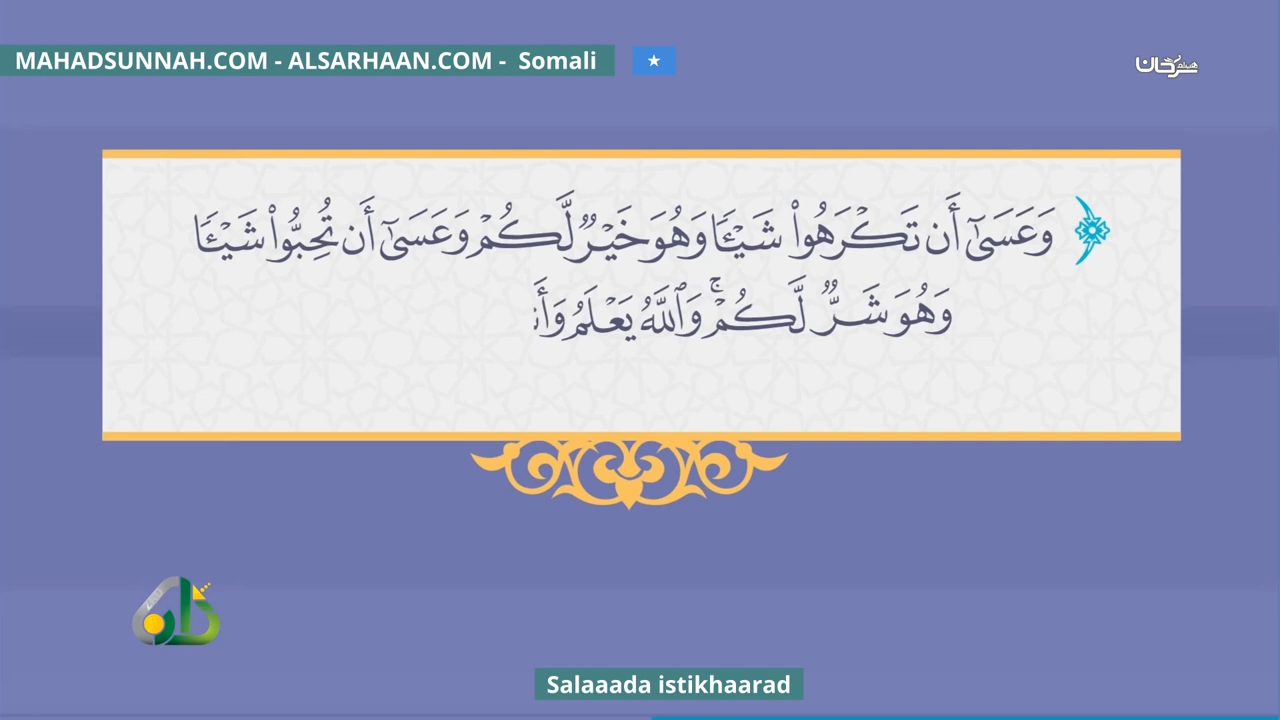 MAHADSUNNAH.COM - ALSARHAAN.COM - Somali
وَعَسَىٰٓ أَن تَكْرَهُوا۟ شَيْـًٔا وَهُوَ خَيْرٌ لَّكُمْ وَعَسَىٰٓ أَن تُحِبُّوا۟ شَيْـًٔا
وَهُوَ شَرٌّ لَّكُمْ ۚ وَٱللَّهُ يَعْلَمُ
Salaaada istikhaarad